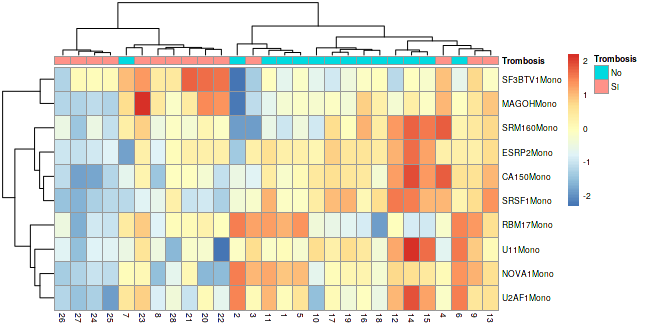 Trombosis
Trombosis
No
SI
2
1
0
-1
-2
SF3BTV1Mono
MAGOHMono
SRM160Mono
ESRP2Mono
CA150Mono
SRSF1Mono
RBM17Mono
U11Mono
NOVA1Mono
U2AF1Mono
26 27 24 25 7 23 8 28 21 20 22 2 3 11 1 5 10 17 19 16 18 12 14 15 4 6 9 13